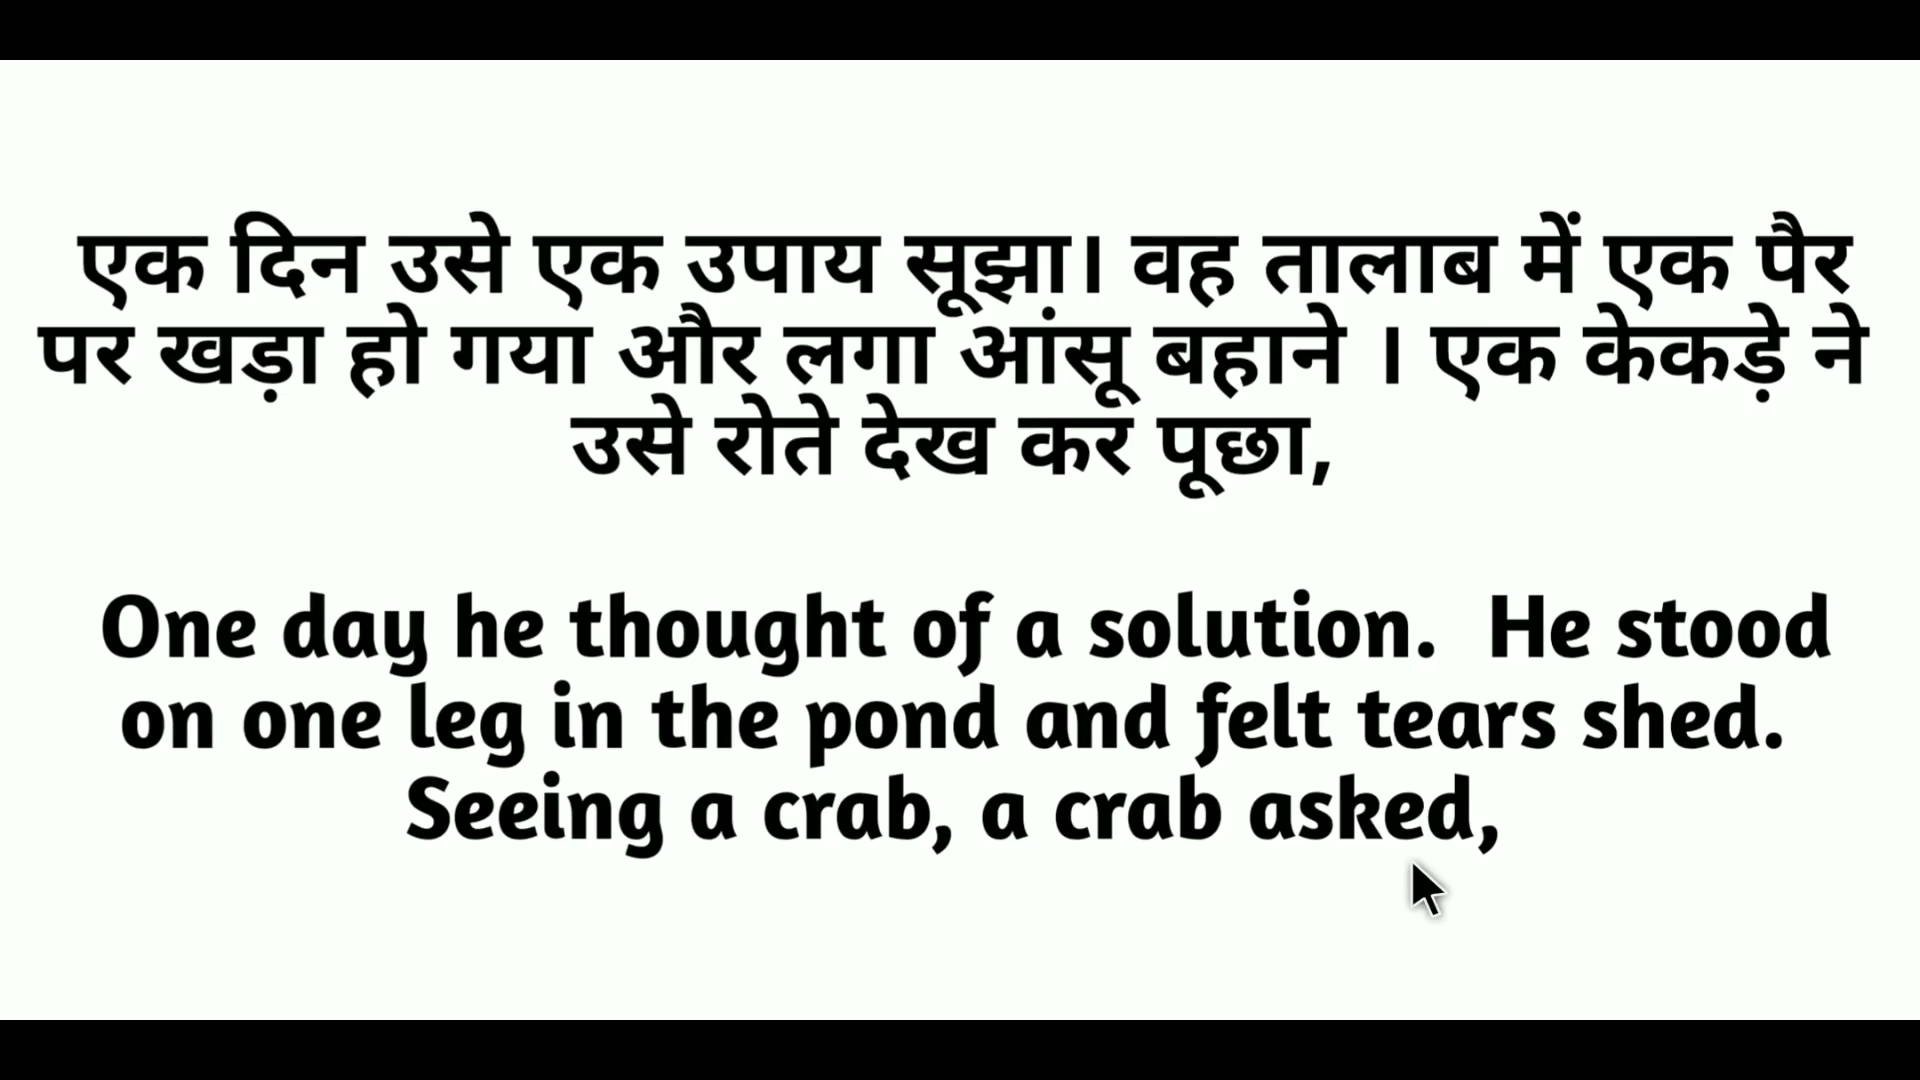 एक दिन उसे एक उपाय सूझा। वह तालाब में एक पैर
पर खड़ा हो गया और लगा आंसू बहाने । एक केकड़े ने
उसे रोते देख कर पूछा,
One day he thought of a solution.  He stood
on one leg in the pond and felt tears shed.
Seeing a crab, a crab asked,